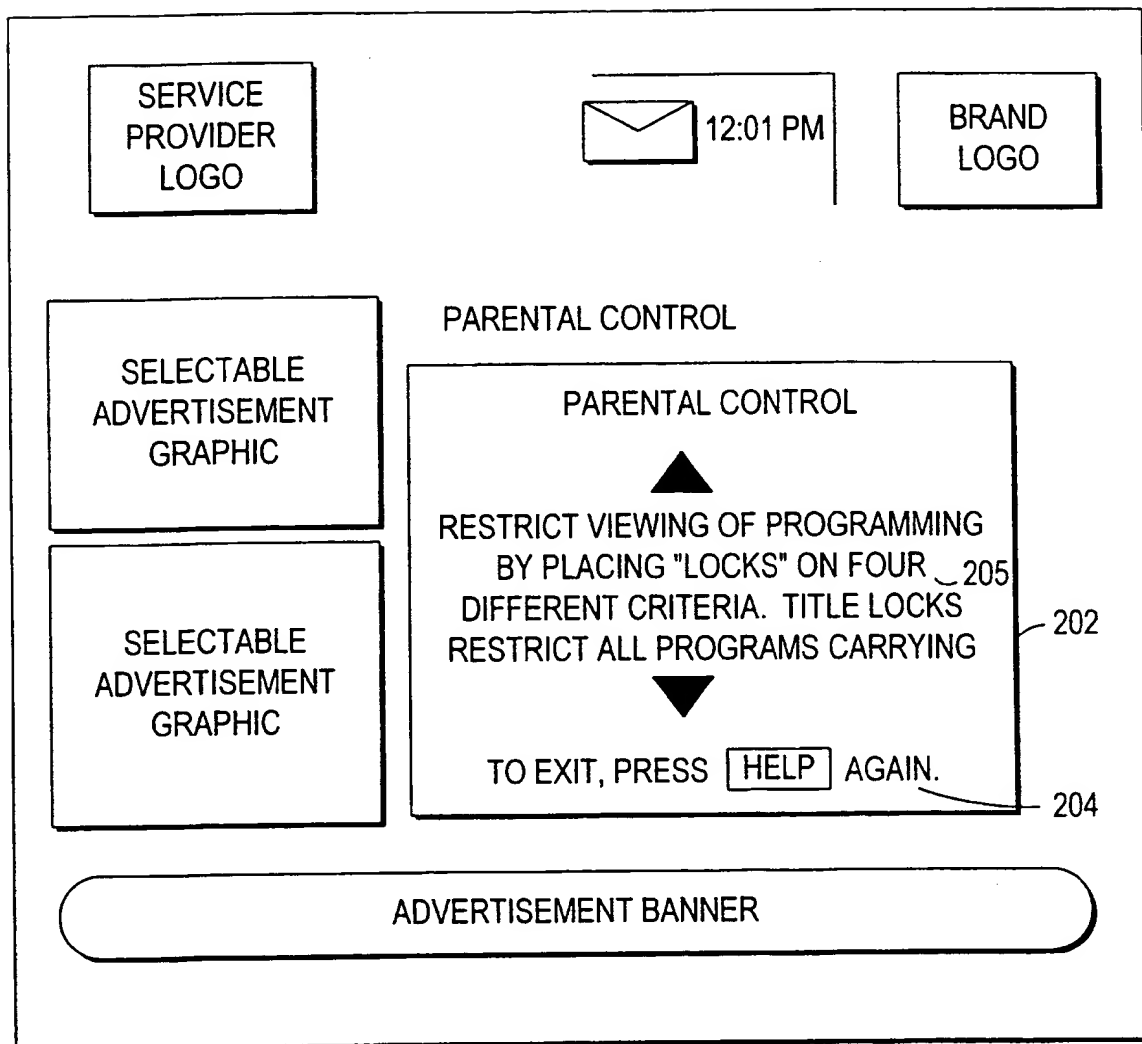 SERVICE
PROVIDER
LOGO
12:01 PM
BRAND
LOGO
SELECTABLE
ADVERTISEMENT
GRAPHIC
SELECTABLE
ADVERTISEMENT
GRAPHIC
PARENTAL CONTROL
PARENTAL CONTROL
RESTRICT VIEWING OF PROGRAMMING
BY PLACING "LOCKS" ON FOUR
205
DIFFERENT CRITERIA. TITLE LOCKS
RESTRICT ALL PROGRAMS CARRYING
202
TO EXIT, PRESS HELP AGAIN.
204
ADVERTISEMENT BANNER